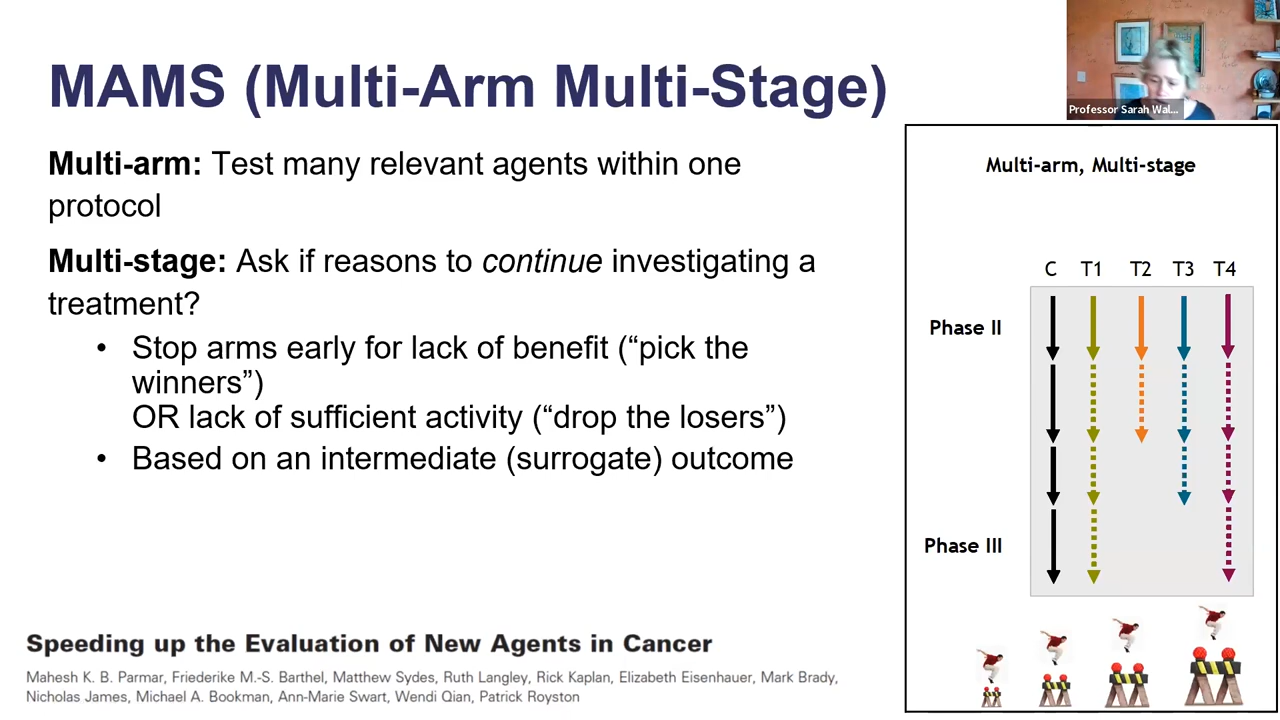 MAMS (Multi-Arm Multi-Stage)
Professor Sarah Wal...
Multi-arm: Test many relevant agents within one
protocol
Multi-stage: Ask if reasons to continue investigating a
treatment?
• Stop arms early for lack of benefit (“pick the
winners”)
OR lack of sufficient activity (“drop the losers”)
• Based on an intermediate (surrogate) outcome
Multi-arm, Multi-stage
C T1 T2 T3 T4
Phase II
Phase III
Speeding up the Evaluation of New Agents in Cancer
Mahesh K. B. Parmar, Friederike M.-S. Barthel, Matthew Sydes, Ruth Langley, Rick Kaplan, Elizabeth Eisenhauer, Mark Brady,
Nicholas James, Michael A. Bookman, Ann-Marie Swart, Wendi Qian, Patrick Royston